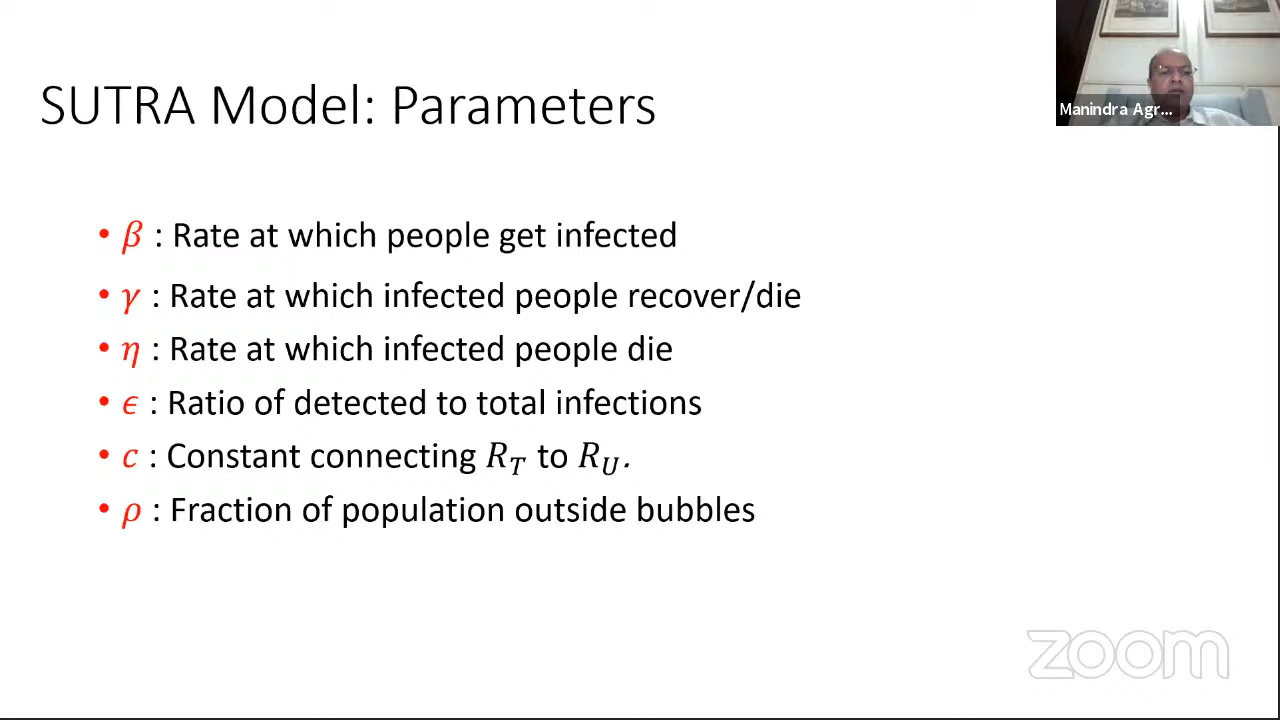 SUTRA Model: Parameters
Manindra Agr...
• β : Rate at which people get infected
• γ : Rate at which infected people recover/die
• η : Rate at which infected people die
• ϵ : Ratio of detected to total infections
• c : Constant connecting R_T to R_U.
• ρ : Fraction of population outside bubbles
zoom